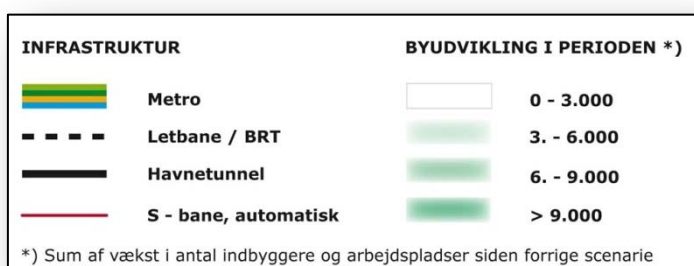 INFRASTRUKTUR
Metro
Letbane / BRT
Havnetunnel
S - bane, automatisk
BYUDVIKLING I PERIODEN *)
0 - 3.000
3. - 6.000
6. - 9.000
> 9.000
*) Sum af vækst i antal indbyggere og arbejdspladser siden forrige scenarie